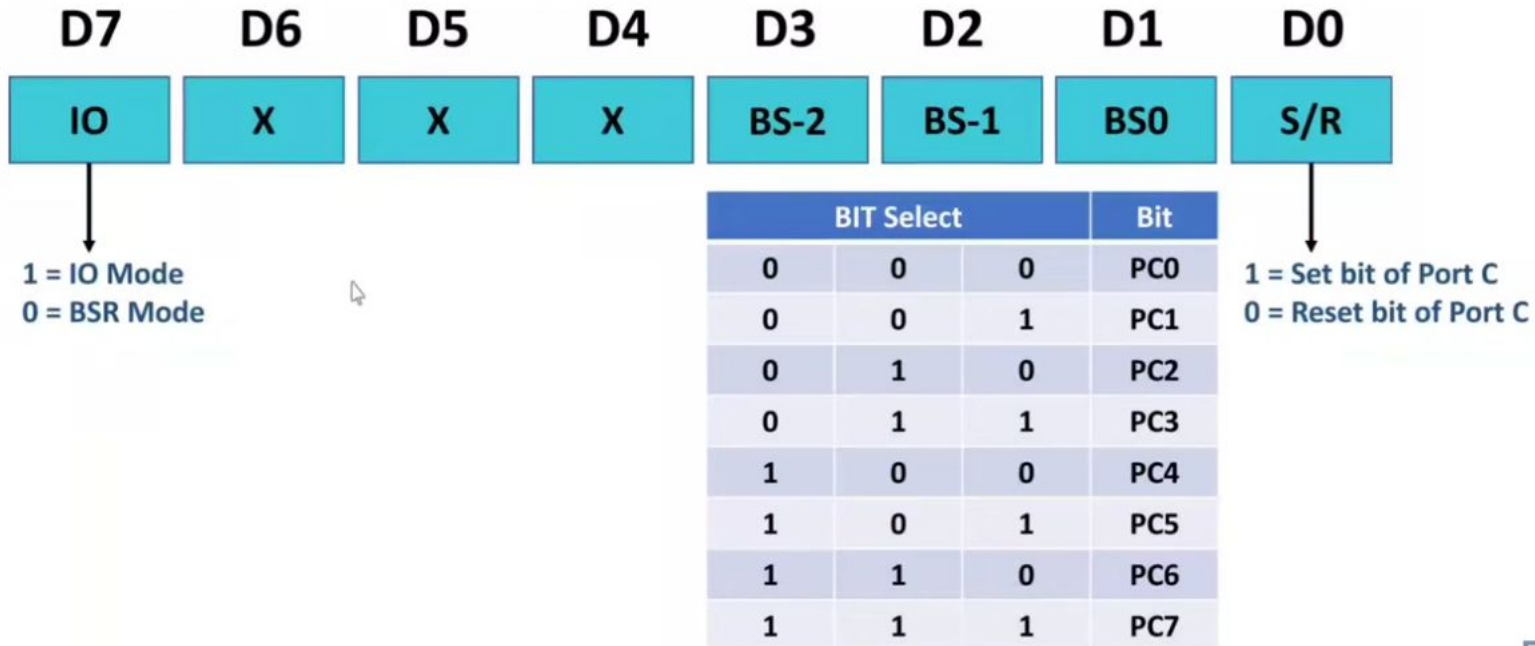 D7 D6 D5 D4 D3 D2 D1 D0
IO X X X BS-2 BS-1 BS0 S/R
BIT Select Bit
1 = IO Mode
0 = BSR Mode
0 0 0 PC0
0 0 1 PC1
0 1 0 PC2
0 1 1 PC3
1 0 0 PC4
1 0 1 PC5
1 1 0 PC6
1 1 1 PC7
1 = Set bit of Port C
0 = Reset bit of Port C